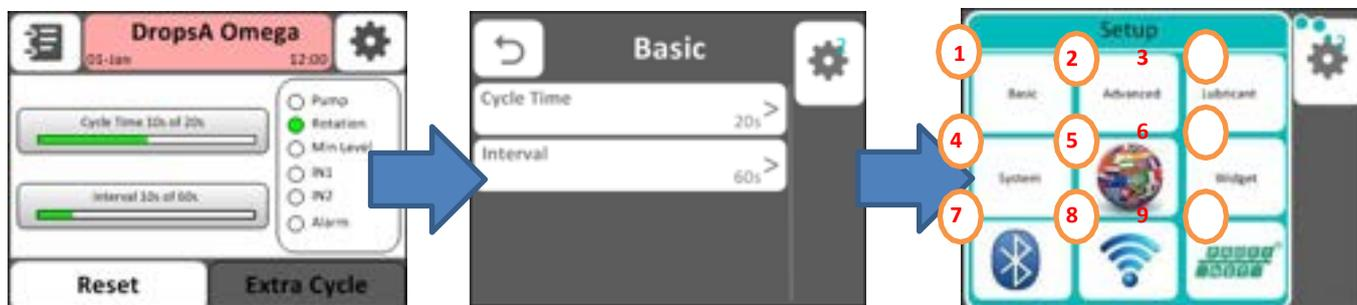 DropsA Omega
01-Jan 12:00
Cycle Time 10s of 20s
Interval 10s of 60s
Pump
Rotation
Min Level
IN1
IN2
Alarm
Reset
Extra Cycle
Basic
Cycle Time
20s >
Interval
60s >
Setup
1 2 3
Basic Advanced Lubricant
4 5 6
System Widget
7 8 9